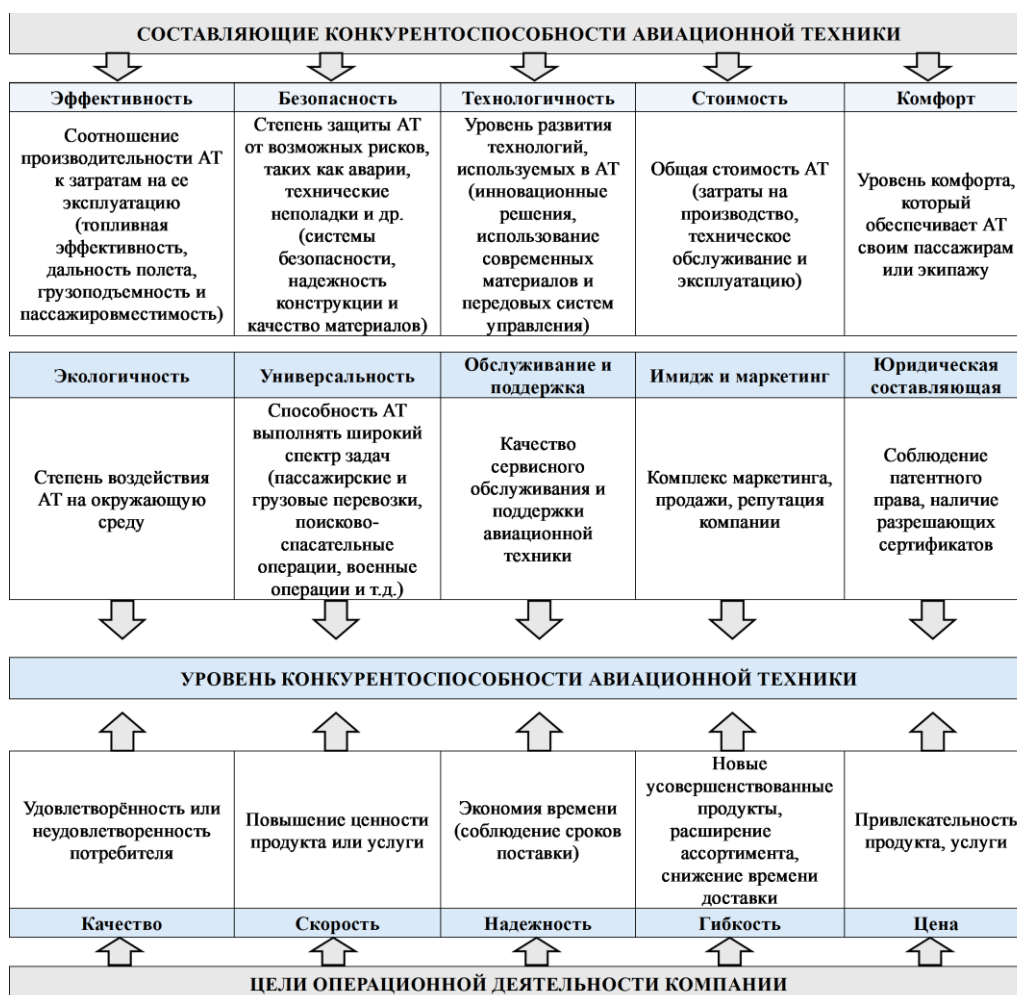 СОСТАВЛЯЮЩИЕ КОНКУРЕНТОСПОСОБНОСТИ АВИАЦИОННОЙ ТЕХНИКИ
Эффективность
Соотношение
производительности АТ
к затратам на ее
эксплуатацию
(топливная
эффективность,
дальность полета,
грузоподъемность и
пассажировместимость)
Безопасность
Степень защиты АТ
от возможных рисков,
таких как аварии,
технические
неполадки и др.
(системы
безопасности,
надежность
конструкции и
качество материалов)
Технологичность
Уровень развития
технологий,
используемых в АТ
(инновационные
решения,
использование
современных
материалов и
передовых систем
управления)
Стоимость
Общая стоимость АТ
(затраты на
производство,
техническое
обслуживание и
эксплуатацию)
Комфорт
Уровень комфорта,
который
обеспечивает АТ
своим пассажирам
или экипажу
Экологичность
Степень воздействия
АТ на окружающую
среду
Универсальность
Способность АТ
выполнять широкий
спектр задач
(пассажирские и
грузовые перевозки,
поисково-
спасательные
операции, военные
операции и т.д.)
Обслуживание и
поддержка
Качество
сервисного
обслуживания и
поддержки
авиационной
техники
Имидж и маркетинг
Комплекс маркетинга,
продажи, репутация
компании
Юридическая
составляющая
Соблюдение
патентного
права, наличие
разрешающих
сертификатов
УРОВЕНЬ КОНКУРЕНТОСПОСОБНОСТИ АВИАЦИОННОЙ ТЕХНИКИ
Удовлетворённость или
неудовлетворенность
потребителя
Качество
Повышение ценности
продукта или услуги
Скорость
Экономия времени
(соблюдение сроков
поставки)
Надежность
Новые
усовершенствованные
продукты,
расширение
ассортимента,
снижение времени
доставки
Гибкость
Привлекательность
продукта, услуги
Цена
ЦЕЛИ ОПЕРАЦИОННОЙ ДЕЯТЕЛЬНОСТИ КОМПАНИИ